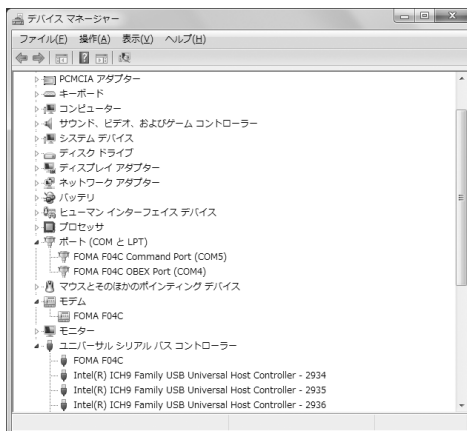 デバイス マネージャー
ファイル(F) 操作(A) 表示(V) ヘルプ(H)
PCMCIA アダプター
キーボード
コンピューター
サウンド、ビデオ、およびゲーム コントローラー
システム デバイス
ディスク ドライブ
ディスプレイ アダプター
ネットワーク アダプター
バッテリ
ヒューマン インターフェイス デバイス
プロセッサ
ポート (COM と LPT)
FOMA F04C Command Port (COM5)
FOMA F04C OBEX Port (COM4)
マウスとそのほかのポインティング デバイス
モデム
FOMA F04C
モニター
ユニバーサル シリアル バス コントローラー
FOMA F04C
Intel(R) ICH9 Family USB Universal Host Controller - 2934
Intel(R) ICH9 Family USB Universal Host Controller - 2935
Intel(R) ICH9 Family USB Universal Host Controller - 2936